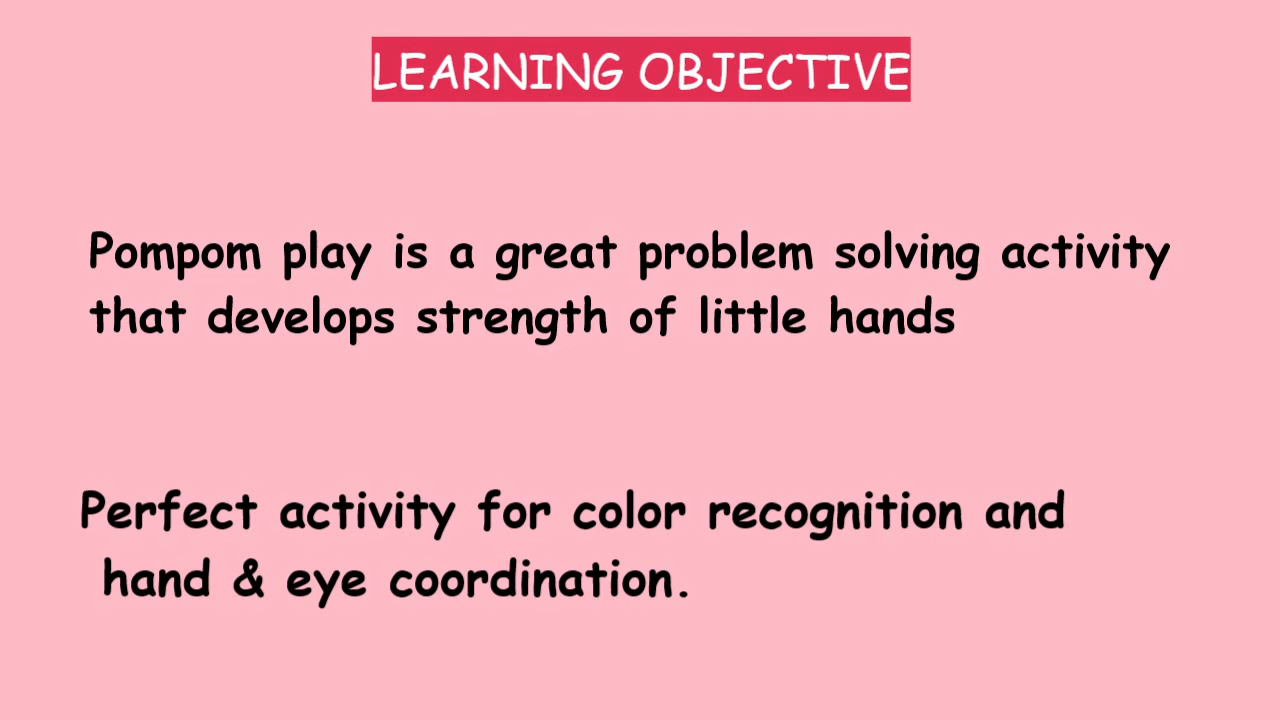 LEARNING OBJECTIVE
Pompom play is a great problem solving activity
that develops strength of little hands
Perfect activity for color recognition and
hand & eye coordination.